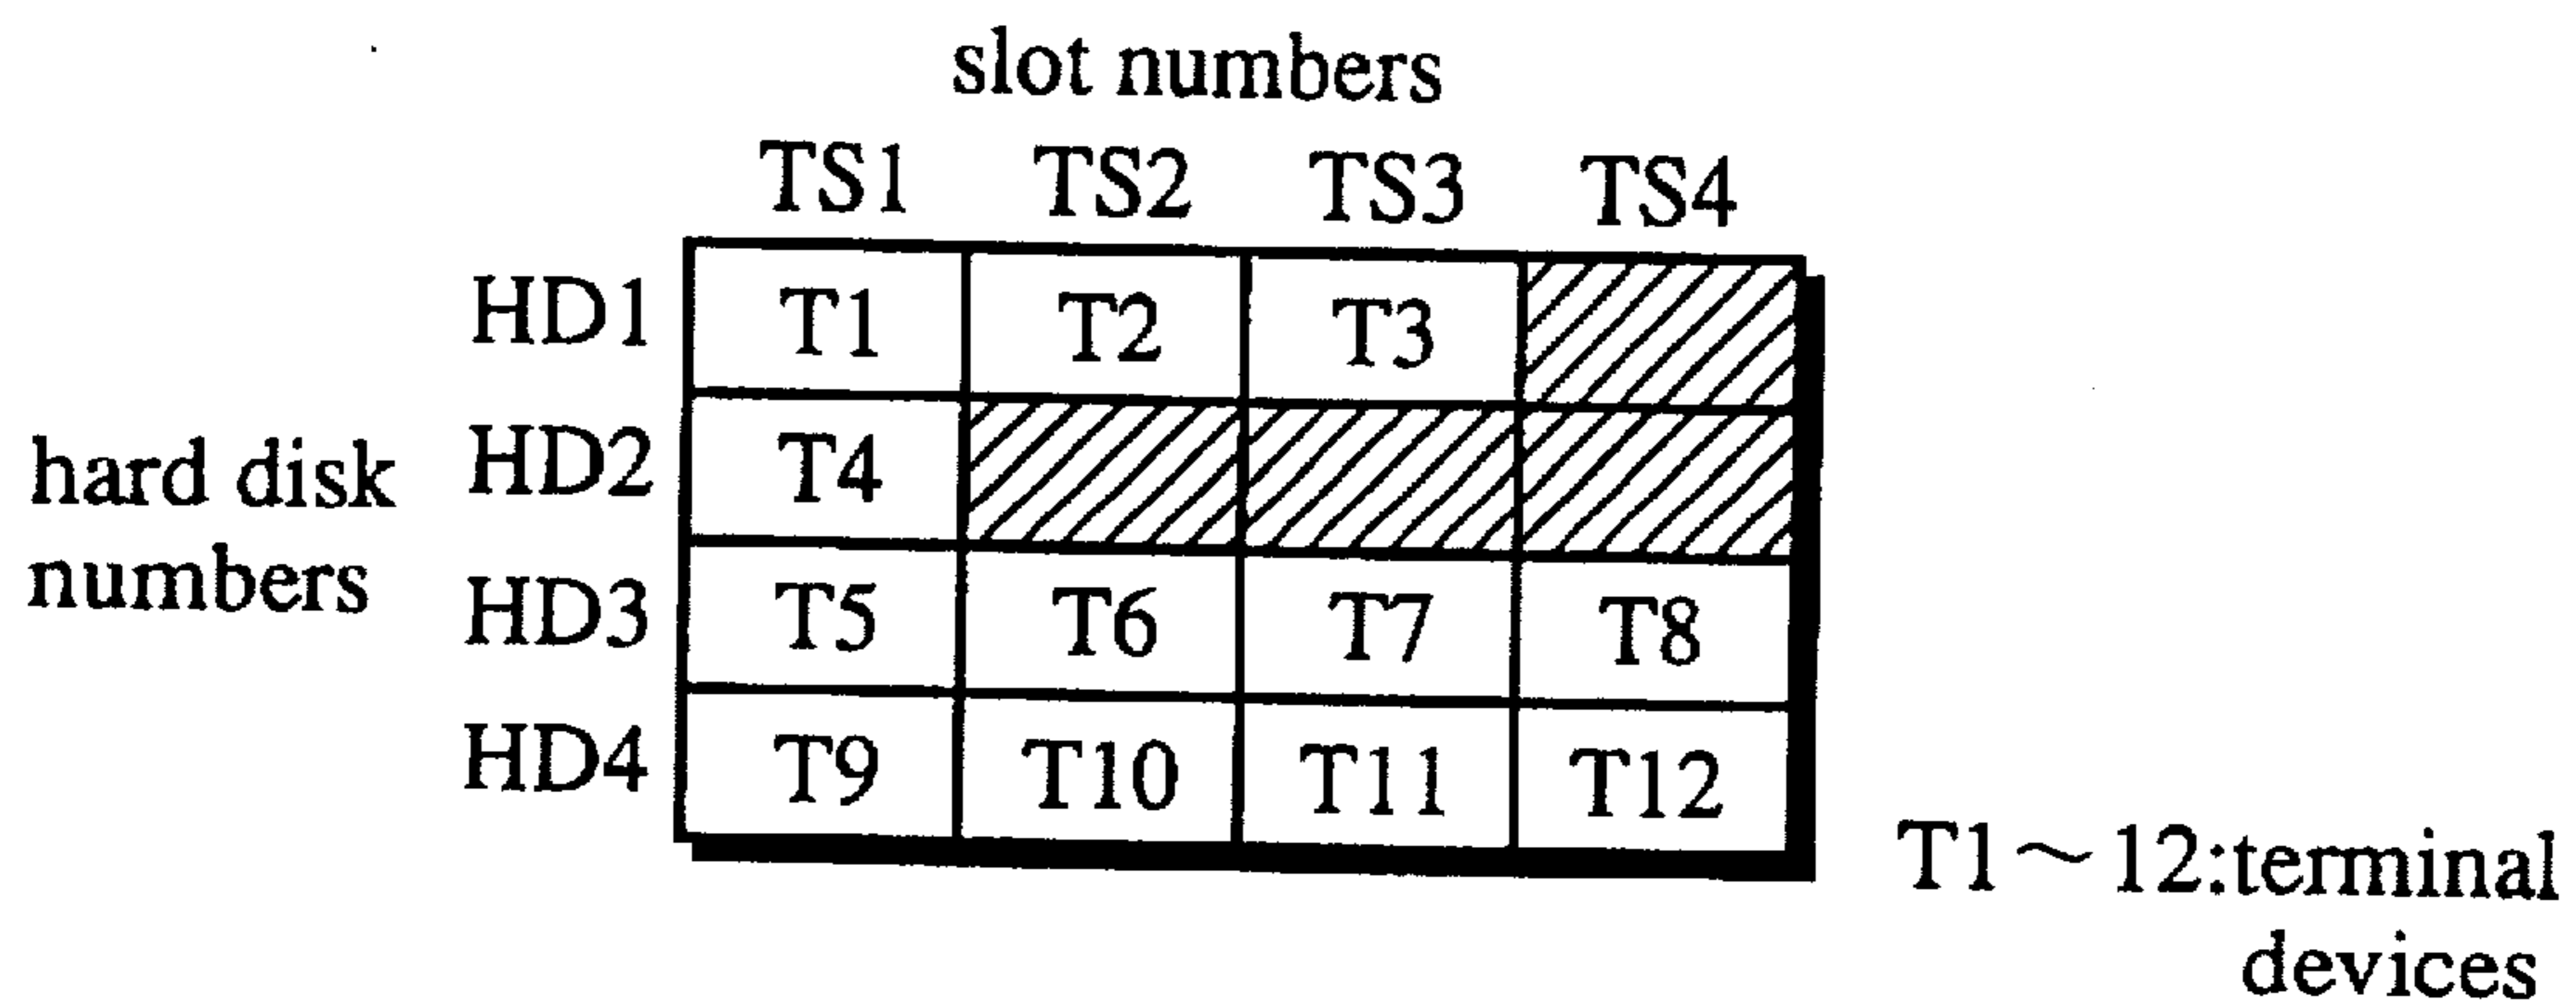 slot numbers
TS1 TS2 TS3 TS4
HD1 T1 T2 T3
hard disk numbers
HD2 T4
HD3 T5 T6 T7 T8
HD4 T9 T10 T11 T12
T1～12:terminal
devices